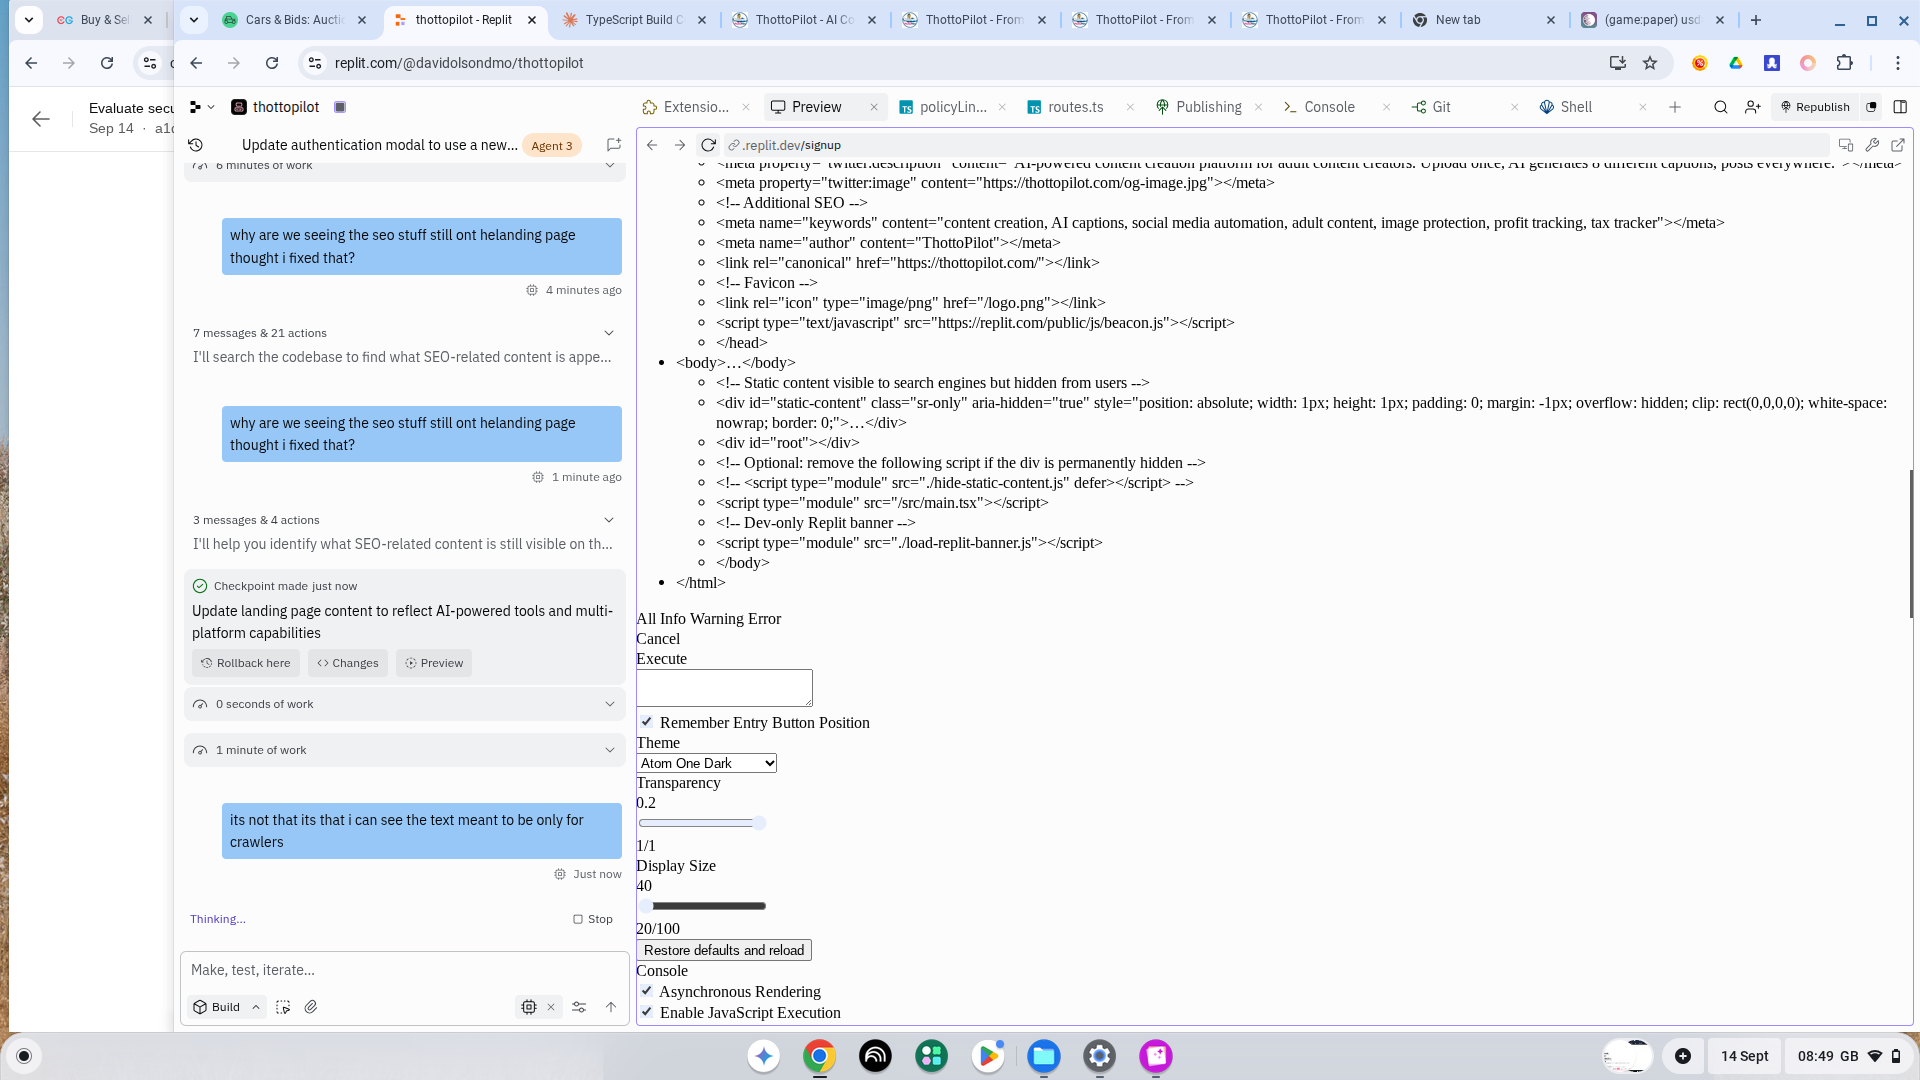 Buy & Sel
Cars & Bids: Aucti
thottopilot - Replit
TypeScript Build C
ThottoPilot - AI Co
ThottoPilot - From
ThottoPilot - From
ThottoPilot - From
New tab
(game:paper) usd
replit.com/@davidolsondmo/thottopilot
Evaluate secu
Sep 14 · a1c
thottopilot
Extensio...
Preview
policyLin...
routes.ts
Publishing
Console
Git
Shell
Republish
Update authentication modal to use a new... Agent 3
.replit.dev/signup
6 minutes of work
why are we seeing the seo stuff still ont helanding page
thought i fixed that?
4 minutes ago
7 messages & 21 actions
I'll search the codebase to find what SEO-related content is appe...
why are we seeing the seo stuff still ont helanding page
thought i fixed that?
1 minute ago
3 messages & 4 actions
I'll help you identify what SEO-related content is still visible on th...
Checkpoint made just now
Update landing page content to reflect AI-powered tools and multi-
platform capabilities
Rollback here
Changes
Preview
0 seconds of work
1 minute of work
its not that its that i can see the text meant to be only for
crawlers
Just now
Thinking...
Stop
Make, test, iterate...
Build
<meta property="twitter:description" content="AI-powered content creation platform for adult content creators. Upload once, AI generates 8 different captions, posts everywhere."></meta>
<meta property="twitter:image" content="https://thottopilot.com/og-image.jpg"></meta>
<!-- Additional SEO -->
<meta name="keywords" content="content creation, AI captions, social media automation, adult content, image protection, profit tracking, tax tracker"></meta>
<meta name="author" content="ThottoPilot"></meta>
<link rel="canonical" href="https://thottopilot.com/"></link>
<!-- Favicon -->
<link rel="icon" type="image/png" href="/logo.png"></link>
<script type="text/javascript" src="https://replit.com/public/js/beacon.js"></script>
</head>
<body>…</body>
<!-- Static content visible to search engines but hidden from users -->
<div id="static-content" class="sr-only" aria-hidden="true" style="position: absolute; width: 1px; height: 1px; padding: 0; margin: -1px; overflow: hidden; clip: rect(0,0,0,0); white-space:
nowrap; border: 0;">…</div>
<div id="root"></div>
<!-- Optional: remove the following script if the div is permanently hidden -->
<!-- <script type="module" src="./hide-static-content.js" defer></script> -->
<script type="module" src="/src/main.tsx"></script>
<!-- Dev-only Replit banner -->
<script type="module" src="./load-replit-banner.js"></script>
</body>
</html>
All Info Warning Error
Cancel
Execute
Remember Entry Button Position
Theme
Atom One Dark
Transparency
0.2
1/1
Display Size
40
20/100
Restore defaults and reload
Console
Asynchronous Rendering
Enable JavaScript Execution
14 Sept
08:49 GB